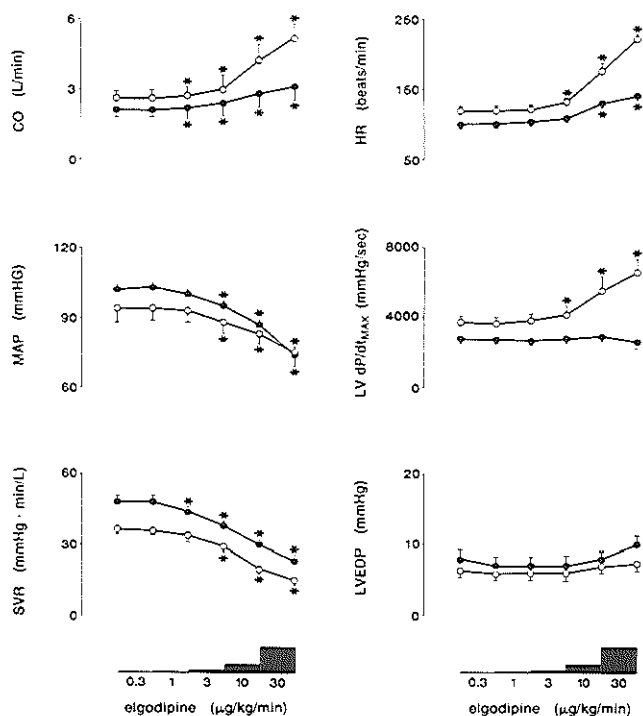 6
3
0
CO (L/min)
260
150
50
HR (beats/min)
120
90
60
MAP (mmHG)
8000
4000
0
LV dP/dtMAX (mmHg/sec)
60
30
0
SVR (mmHg · min/L)
20
10
0
LVEDP (mmHg)
0.3 1 3 10 30
elgodipine (μg/kg/min)
0.3 1 3 10 30
elgodipine (μg/kg/min)